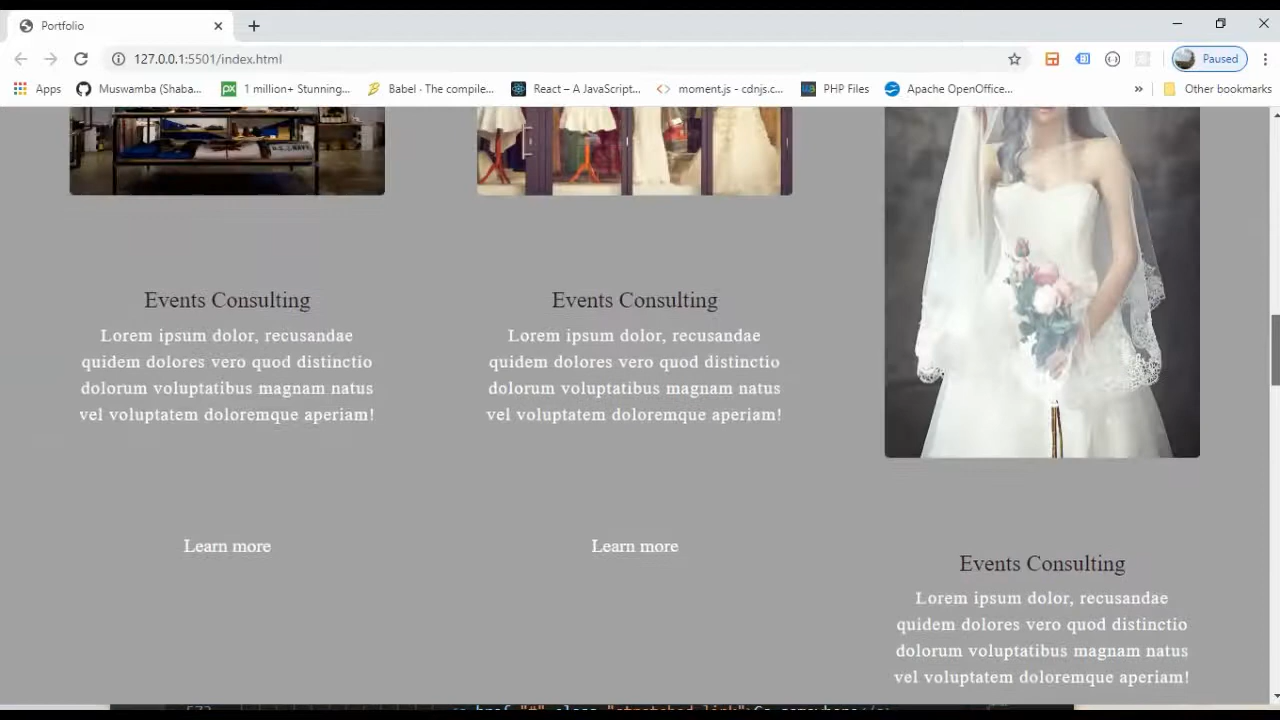 Portfolio
127.0.0.1:5501/index.html
Paused
Apps
Muswamba (Shaba...
1 million+ Stunning...
Babel · The compile...
React – A JavaScript...
moment.js - cdnjs.c...
PHP Files
Apache OpenOffice...
»
Other bookmarks
U.S. NAVY
Events Consulting
Lorem ipsum dolor, recusandae
quidem dolores vero quod distinctio
dolorum voluptatibus magnam natus
vel voluptatem doloremque aperiam!
Learn more
Events Consulting
Lorem ipsum dolor, recusandae
quidem dolores vero quod distinctio
dolorum voluptatibus magnam natus
vel voluptatem doloremque aperiam!
Learn more
Events Consulting
Lorem ipsum dolor, recusandae
quidem dolores vero quod distinctio
dolorum voluptatibus magnam natus
vel voluptatem doloremque aperiam!